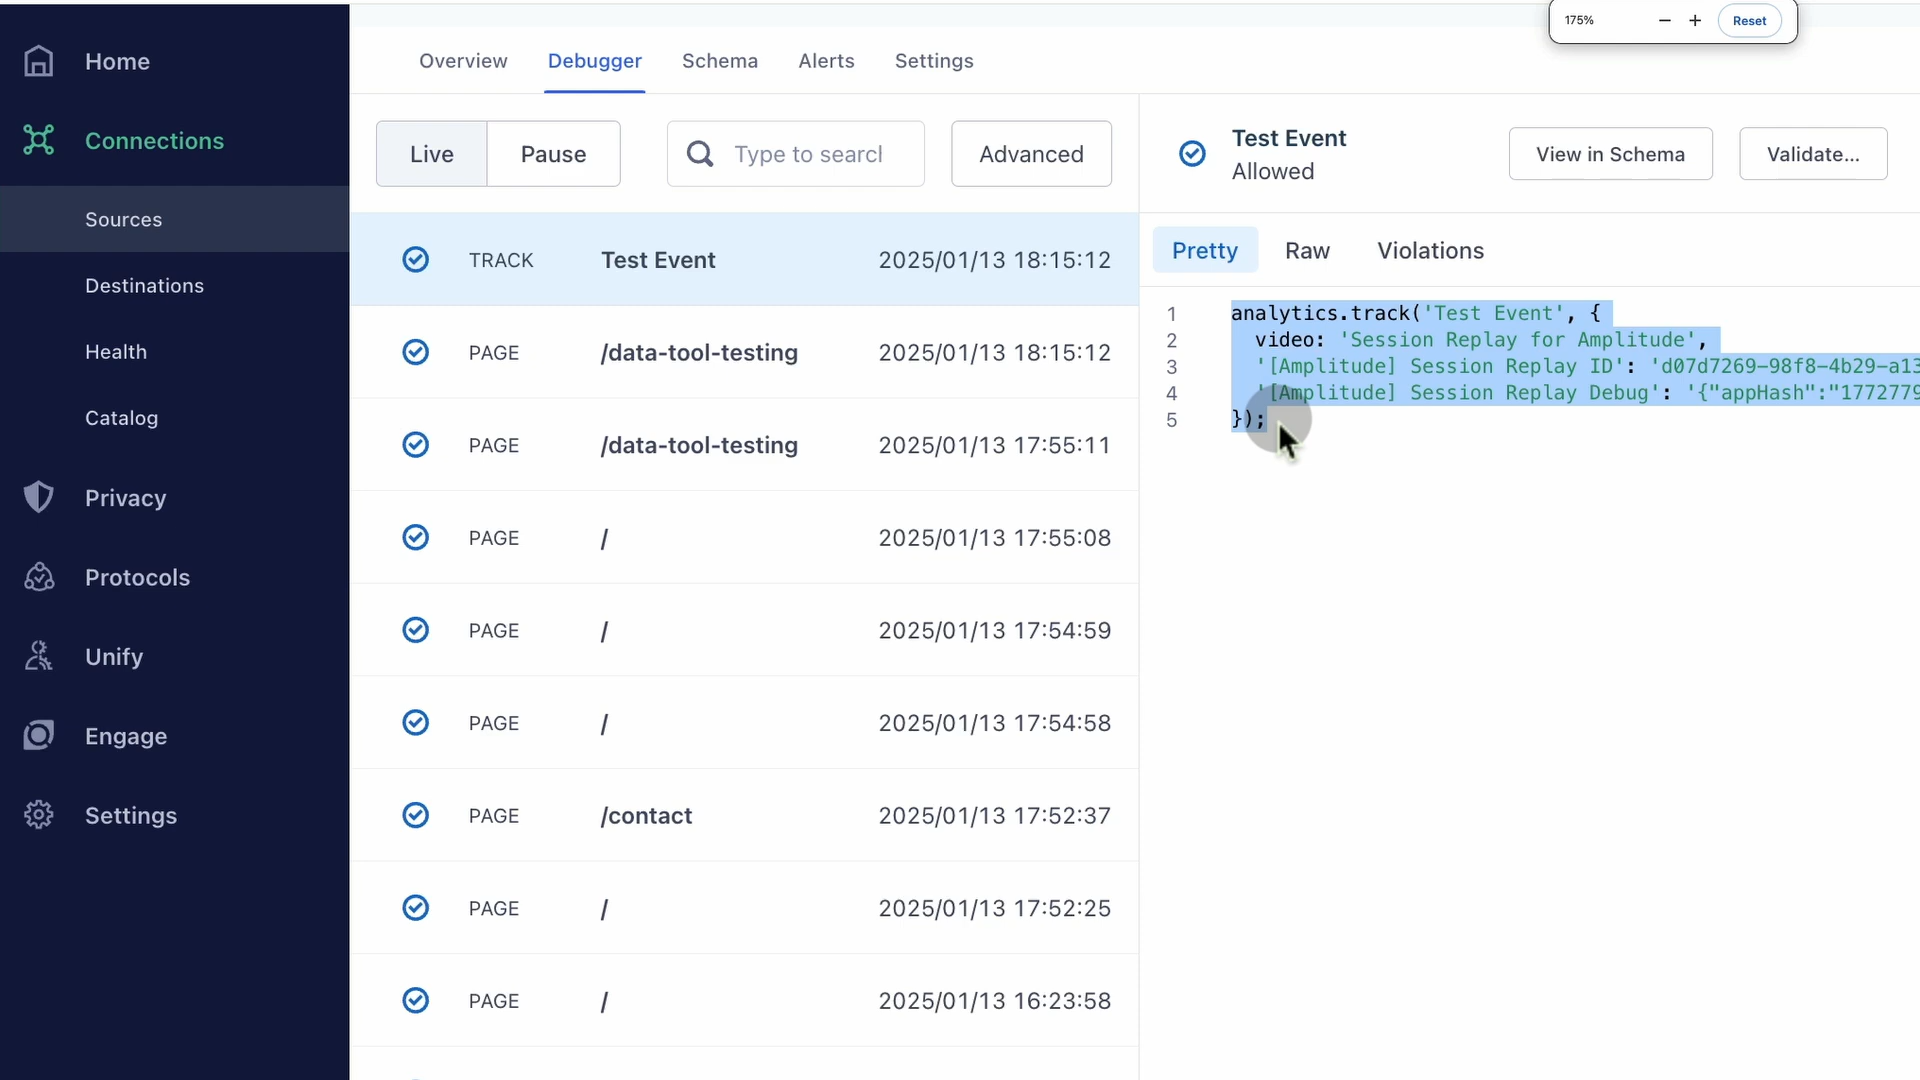 175%
Reset
Home
Connections
Sources
Destinations
Health
Catalog
Privacy
Protocols
Unify
Engage
Settings
Overview Debugger Schema Alerts Settings
Live Pause Type to searcl Advanced
TRACK Test Event 2025/01/13 18:15:12
PAGE /data-tool-testing 2025/01/13 18:15:12
PAGE /data-tool-testing 2025/01/13 17:55:11
PAGE / 2025/01/13 17:55:08
PAGE / 2025/01/13 17:54:59
PAGE / 2025/01/13 17:54:58
PAGE /contact 2025/01/13 17:52:37
PAGE / 2025/01/13 17:52:25
PAGE / 2025/01/13 16:23:58
Test Event
Allowed
View in Schema Validate...
Pretty Raw Violations
1 analytics.track('Test Event', {
2 video: 'Session Replay for Amplitude',
3 '[Amplitude] Session Replay ID': 'd07d7269-98f8-4b29-a13
4 '[Amplitude] Session Replay Debug': '{"appHash":"1772779
5 });